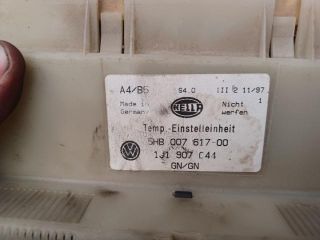 A4/B5 94.0 III 2 11/97
Made in Germany HELLA Nicht werfen 1
Temp.-Einstelleinheit
5HB 007 617-00
1J1 907 044
GN/GN